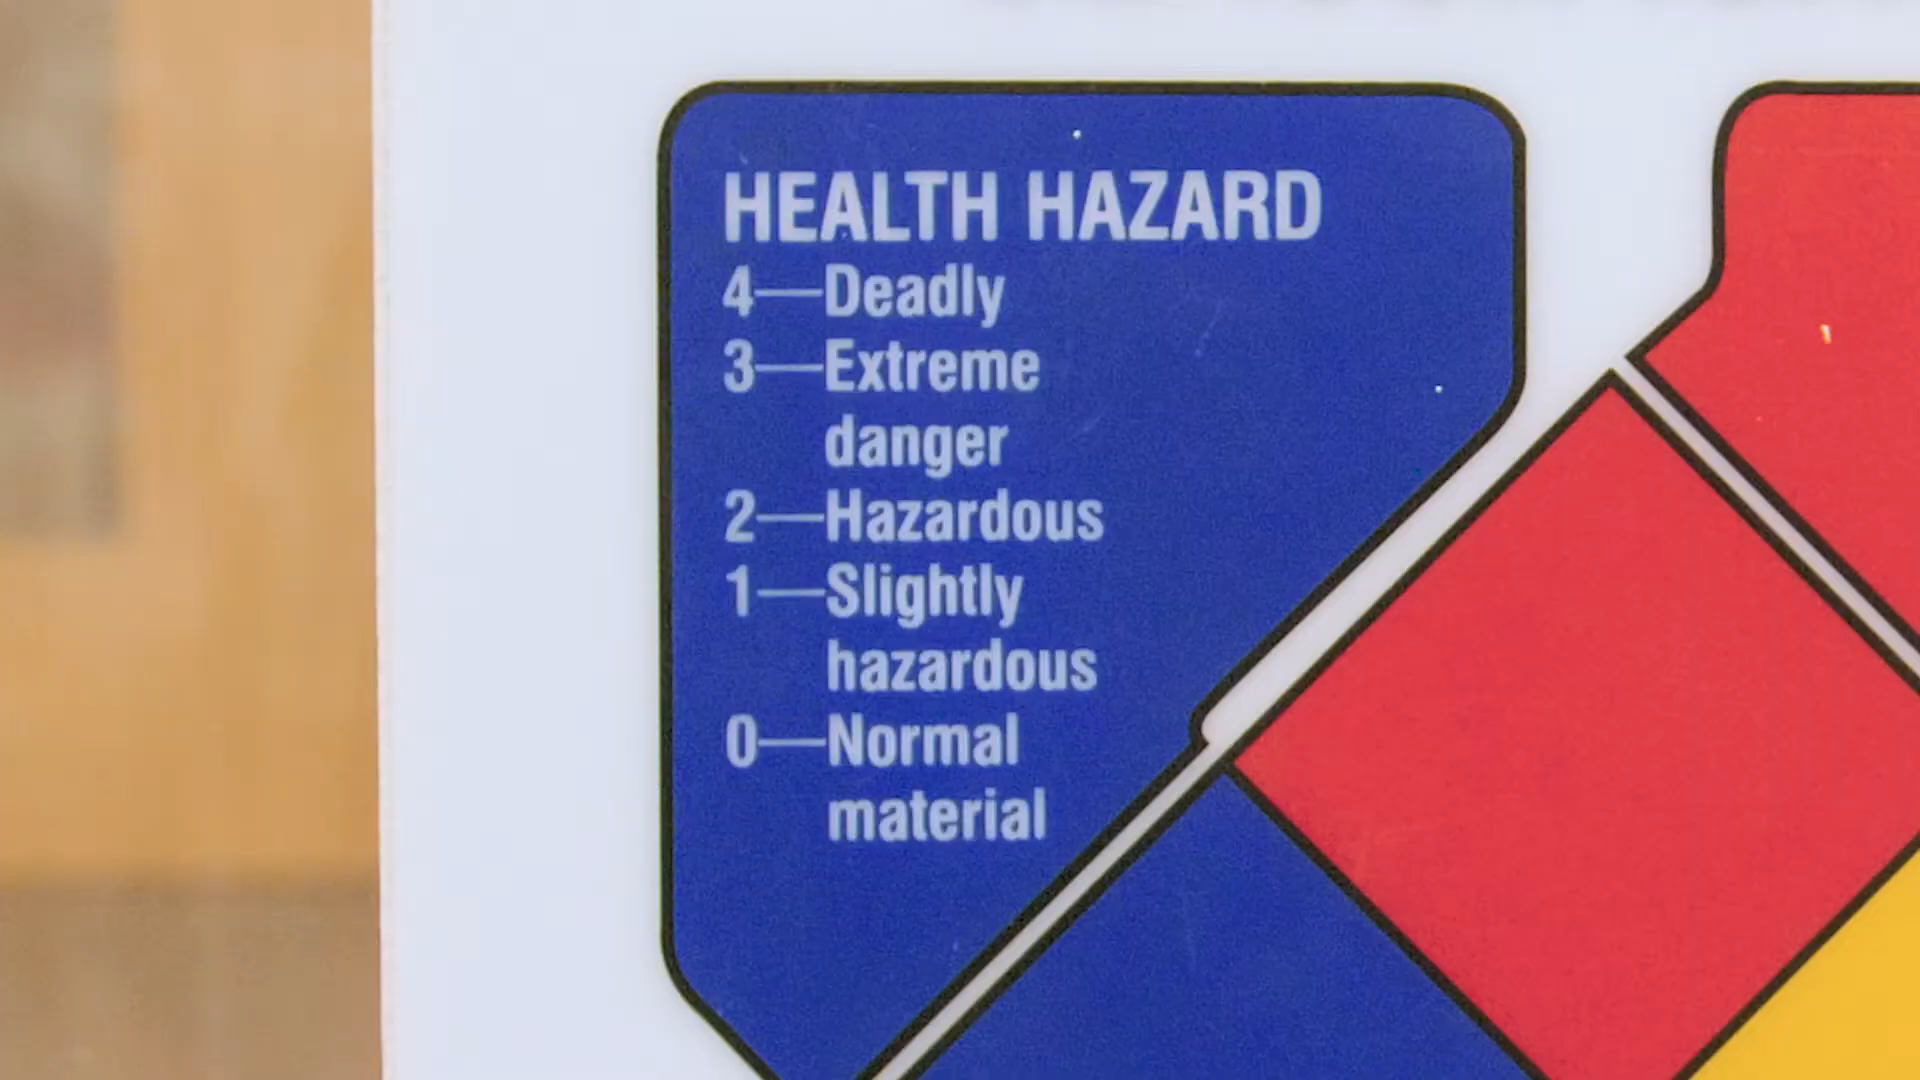 HEALTH HAZARD
4—Deadly
3—Extreme
danger
2—Hazardous
1—Slightly
hazardous
0—Normal
material